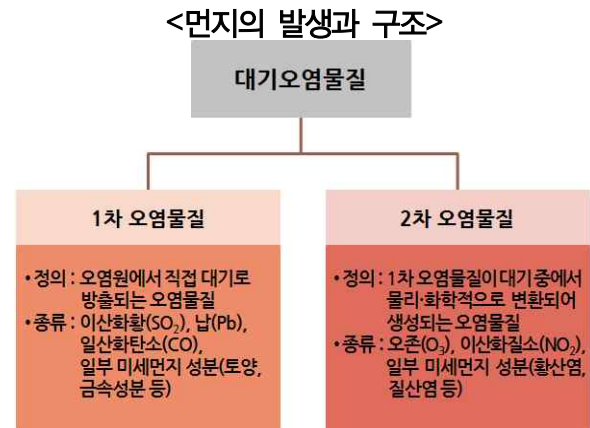 <먼지의 발생과 구조>
대기오염물질
1차 오염물질
• 정의 : 오염원에서 직접 대기로
방출되는 오염물질
• 종류 : 이산화황(SO₂), 납(Pb),
일산화탄소(CO),
일부 미세먼지 성분(토양,
금속성분 등)
2차 오염물질
• 정의 : 1차 오염물질이 대기 중에서
물리·화학적으로 변환되어
생성되는 오염물질
• 종류 : 오존(O₃), 이산화질소(NO₂),
일부 미세먼지 성분(황산염,
질산염 등)